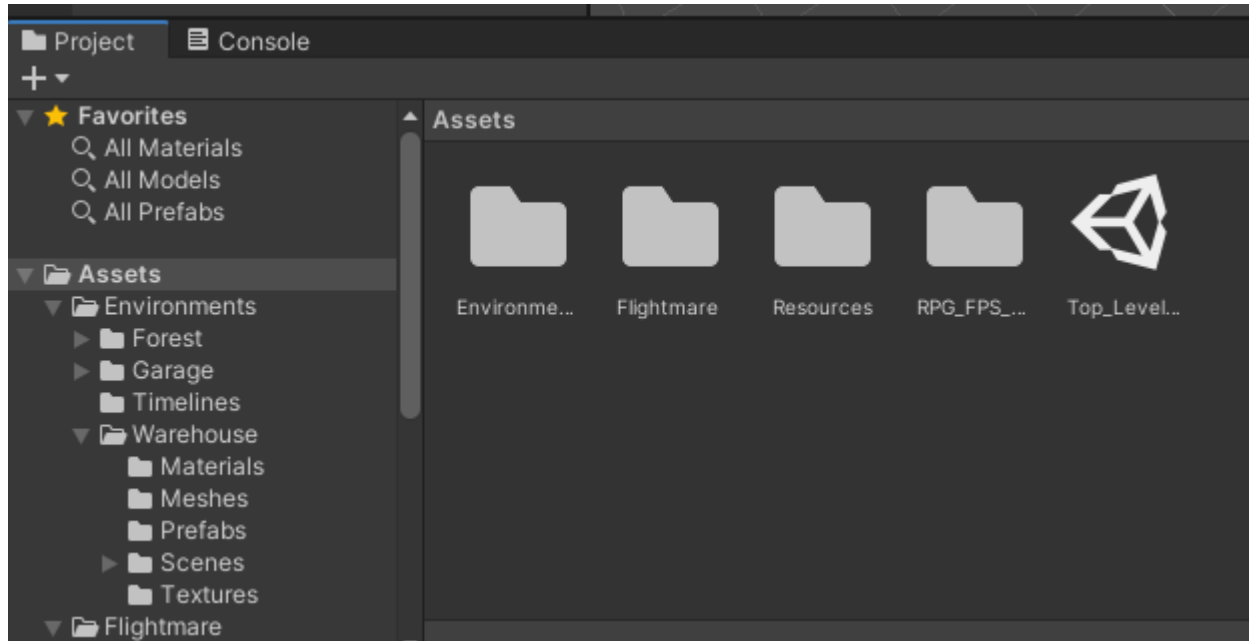 Project
Console
Favorites
All Materials
All Models
All Prefabs
Assets
Environments
Forest
Garage
Timelines
Warehouse
Materials
Meshes
Prefabs
Scenes
Textures
Flightmare
Assets
Environme...
Flightmare
Resources
RPG_FPS_...
Top_Level...